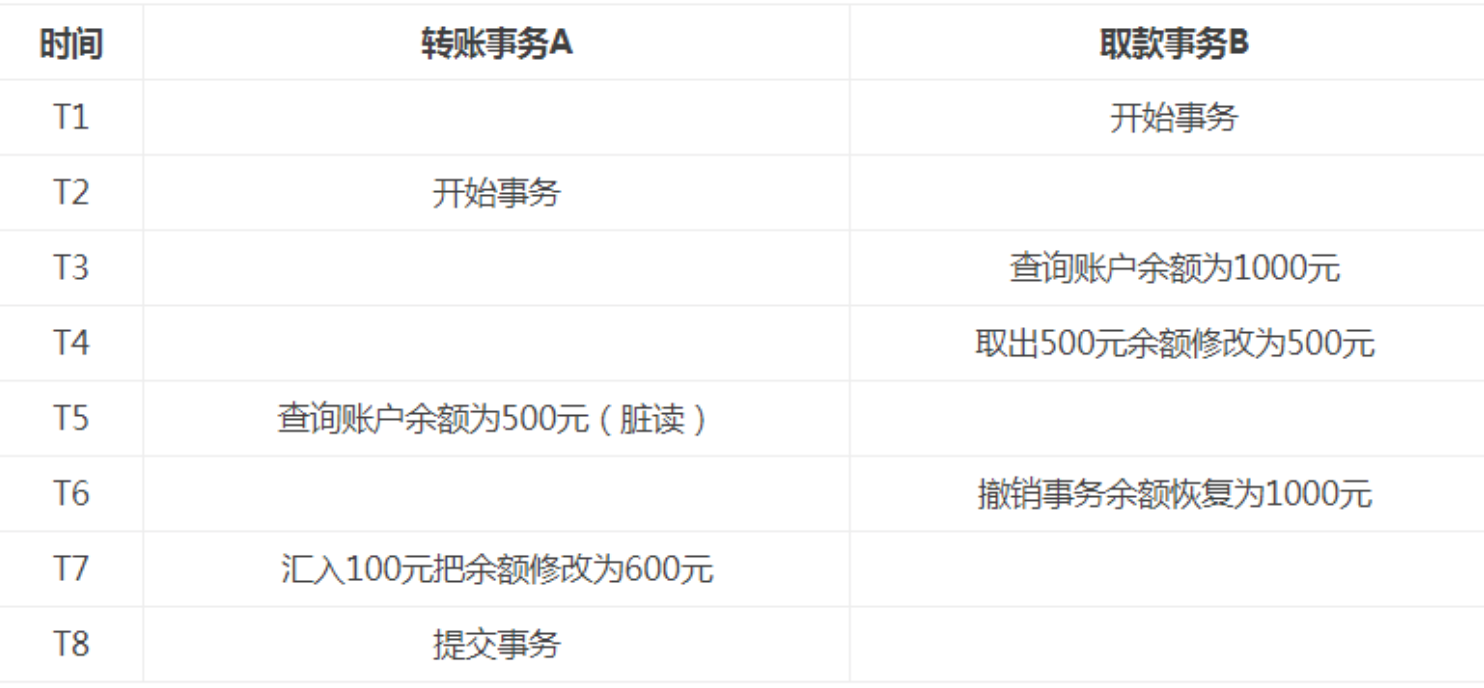 时间 转账事务A 取款事务B
T1 开始事务
T2 开始事务
T3 查询账户余额为1000元
T4 取出500元余额修改为500元
T5 查询账户余额为500元（脏读）
T6 撤销事务余额恢复为1000元
T7 汇入100元把余额修改为600元
T8 提交事务